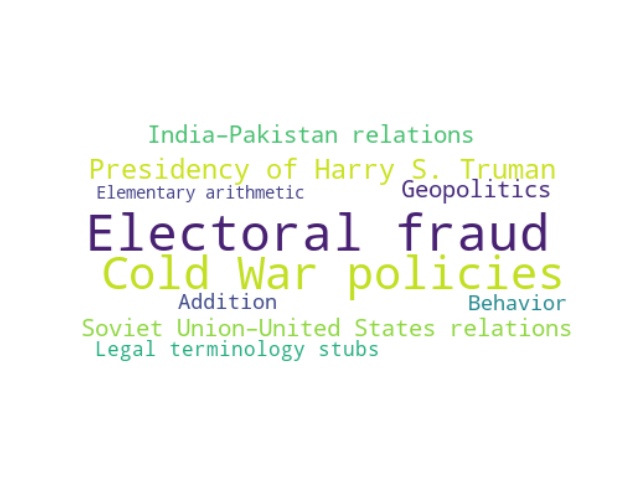 India–Pakistan relations
Presidency of Harry S. Truman
Elementary arithmetic
Geopolitics
Electoral fraud
Cold War policies
Addition
Behavior
Soviet Union–United States relations
Legal terminology stubs